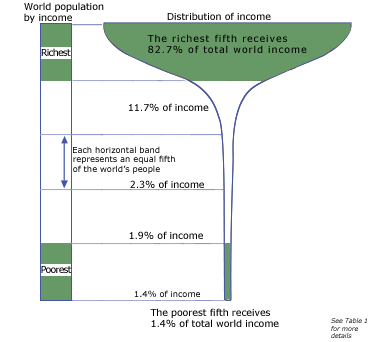 World population
by income
Distribution of income
Richest
The richest fifth receives
82.7% of total world income
11.7% of income
Each horizontal band
represents an equal fifth
of the world's people
2.3% of income
1.9% of income
Poorest
1.4% of income
The poorest fifth receives
1.4% of total world income
See Table 1
for more
details